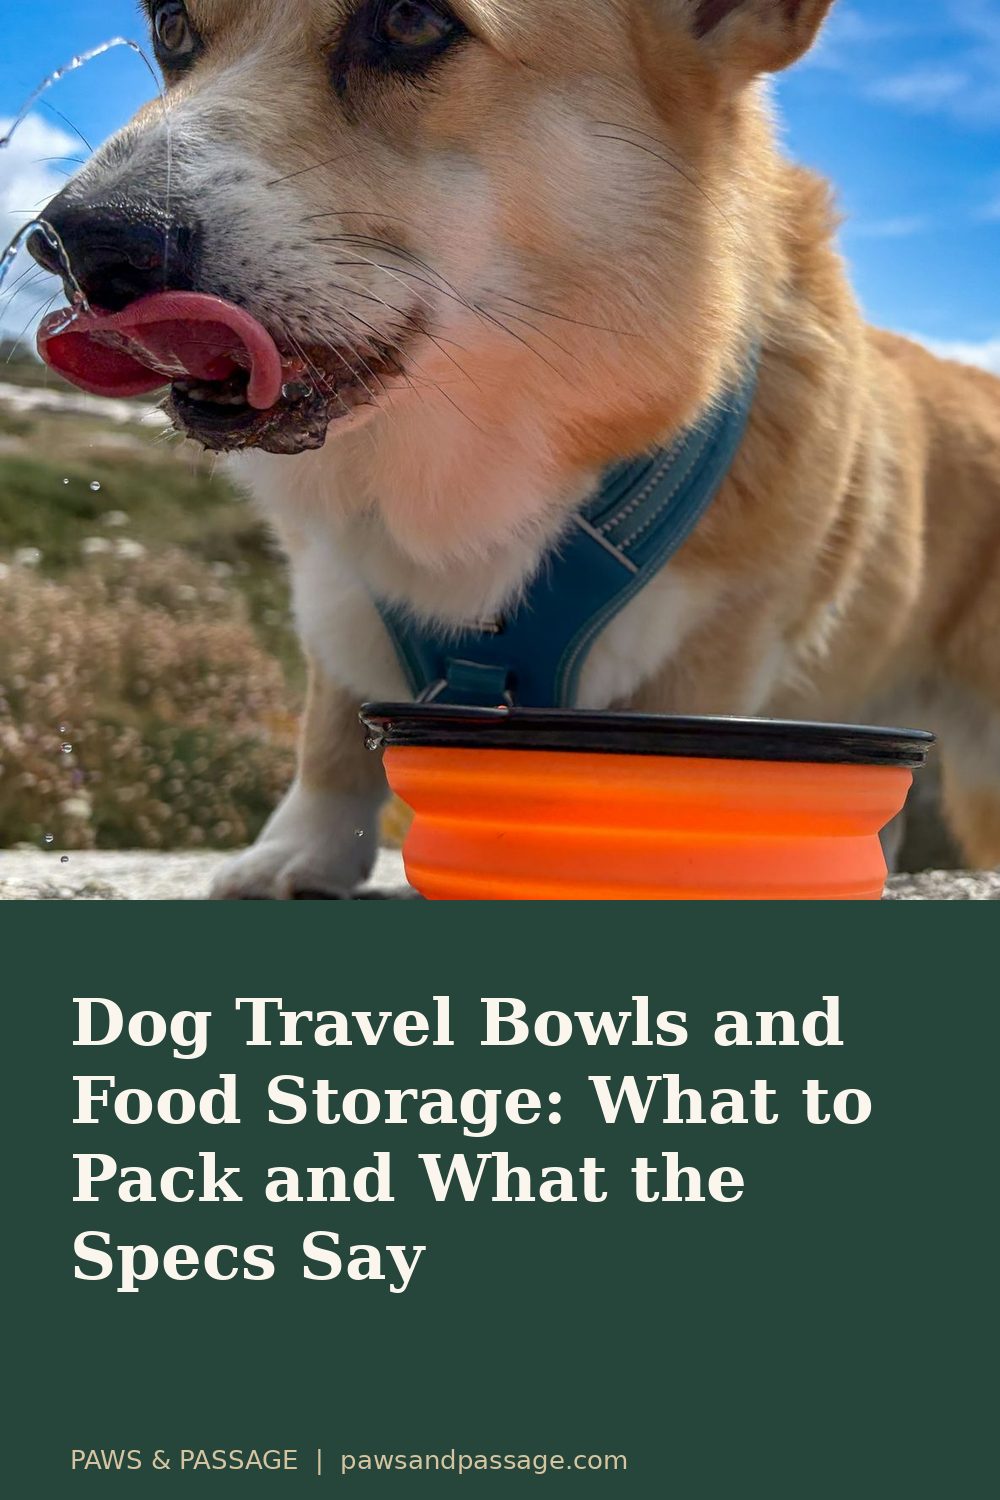 Dog Travel Bowls and
Food Storage: What to
Pack and What the
Specs Say
PAWS & PASSAGE | pawsandpassage.com